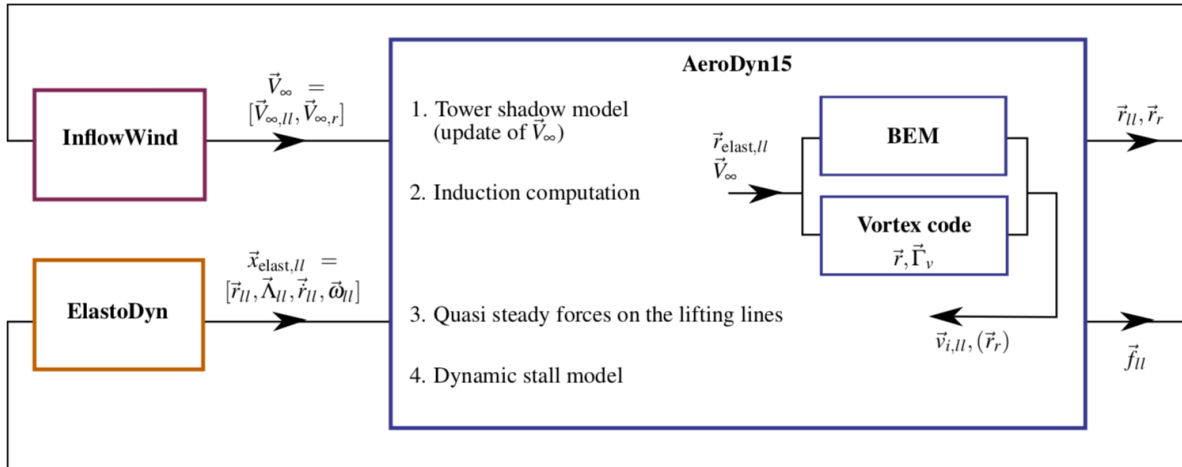 InflowWind
V⃗∞ =
[V⃗∞,ll, V⃗∞,r]
ElastoDyn
x⃗elast,ll =
[r⃗ll, Λ⃗ll, ṙ⃗ll, ω⃗ll]
AeroDyn15
1. Tower shadow model
(update of V⃗∞)
2. Induction computation
3. Quasi steady forces on the lifting lines
4. Dynamic stall model
r⃗elast,ll
V⃗∞
BEM
Vortex code
r⃗, Γ⃗v
v⃗i,ll, (r⃗r)
r⃗ll, r⃗r
f⃗ll